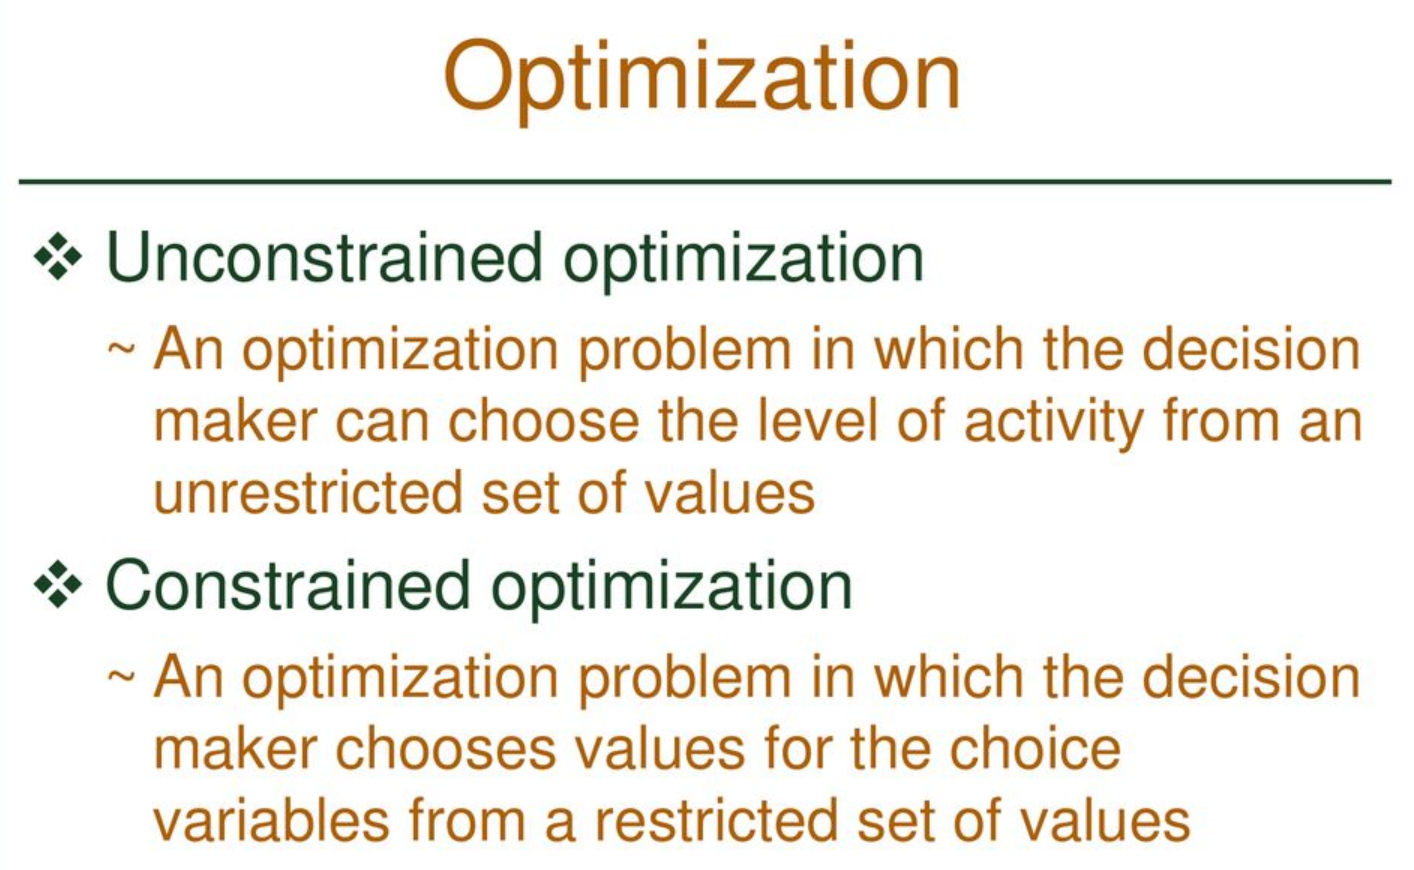 Optimization
❖ Unconstrained optimization
~ An optimization problem in which the decision
maker can choose the level of activity from an
unrestricted set of values
❖ Constrained optimization
~ An optimization problem in which the decision
maker chooses values for the choice
variables from a restricted set of values